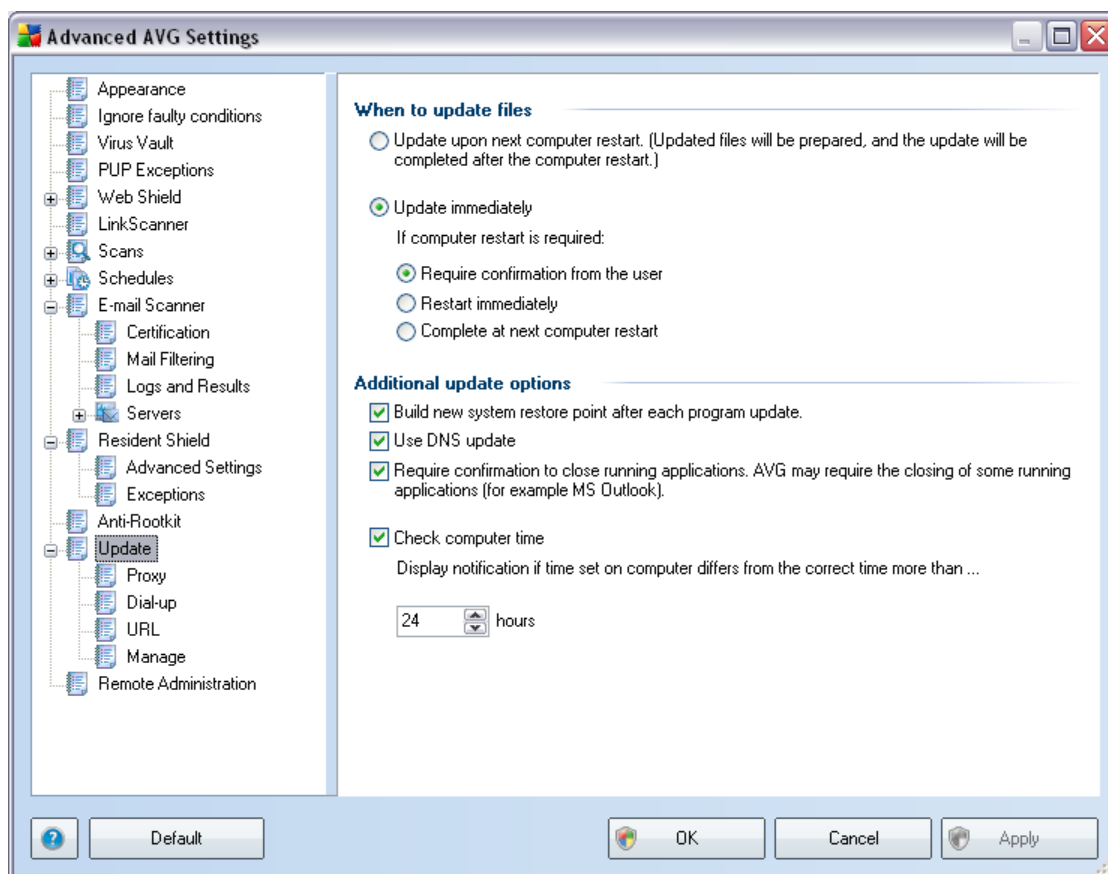 Advanced AVG Settings
Appearance
Ignore faulty conditions
Virus Vault
PUP Exceptions
Web Shield
LinkScanner
Scans
Schedules
E-mail Scanner
Certification
Mail Filtering
Logs and Results
Servers
Resident Shield
Advanced Settings
Exceptions
Anti-Rootkit
Update
Proxy
Dial-up
URL
Manage
Remote Administration
When to update files
Update upon next computer restart. (Updated files will be prepared, and the update will be
completed after the computer restart.)
Update immediately
If computer restart is required:
Require confirmation from the user
Restart immediately
Complete at next computer restart
Additional update options
Build new system restore point after each program update.
Use DNS update
Require confirmation to close running applications. AVG may require the closing of some running
applications (for example MS Outlook).
Check computer time
Display notification if time set on computer differs from the correct time more than ...
24 hours
Default
OK
Cancel
Apply